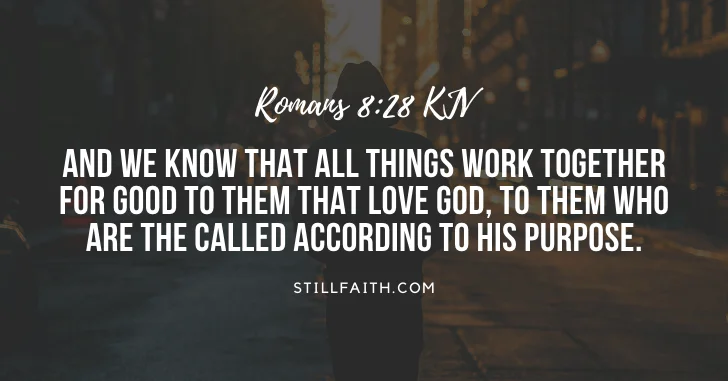 Romans 8:28 KJV
AND WE KNOW THAT ALL THINGS WORK TOGETHER
FOR GOOD TO THEM THAT LOVE GOD, TO THEM WHO
ARE THE CALLED ACCORDING TO HIS PURPOSE.
STILLFAITH.COM